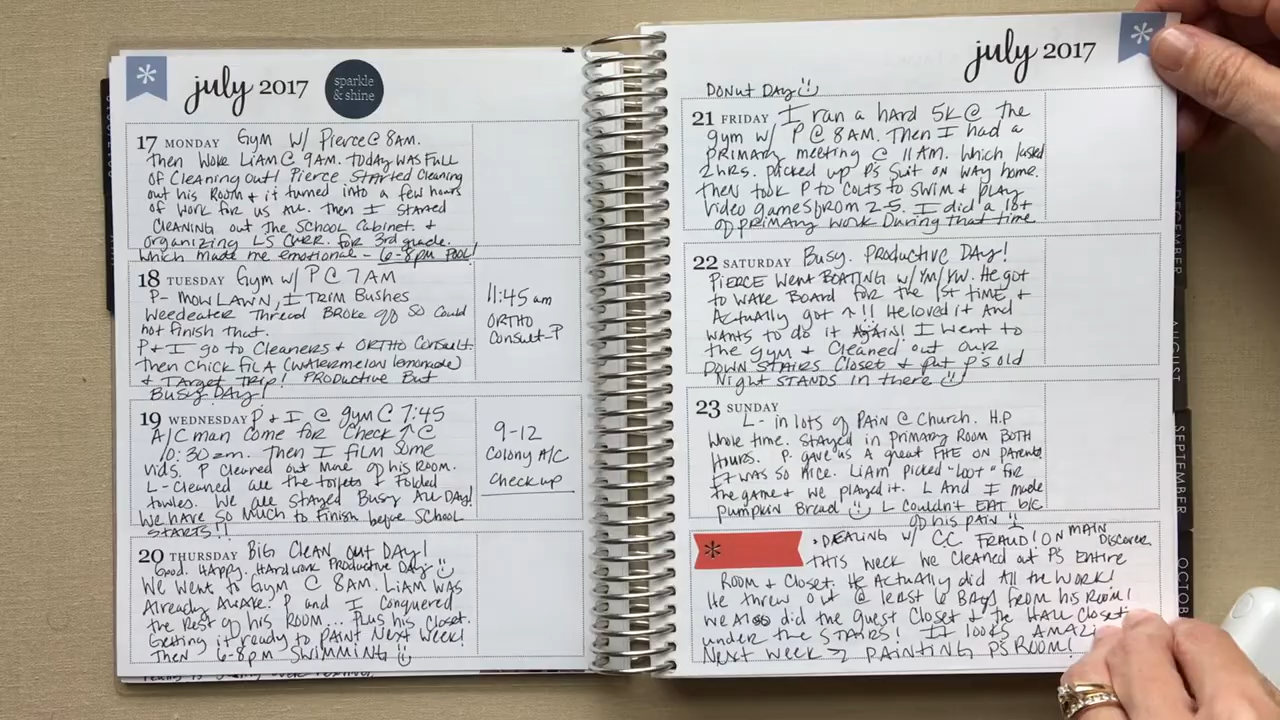 july 2017
sparkle
& shine
17 MONDAY Gym w/ Pierce @ 8AM.
Then woke Liam @ 9AM. TODAY WAS FULL
OF CLEANING OUT! Pierce STARTED CLEANING
out his Room & it turned into a few hours
of work for us ALL. Then I STARTED
CLEANING out The School Cabinet. &
organizing L'S CURR. for 3rd grade.
which made me emotional - 6-8pm POOL!
18 TUESDAY Gym w/ P @ 7AM
P- MOW LAWN, I TRIM Bushes
Weedeater Thread BROKE so could
not Finish That.
P & I go to Cleaners & ORTHO Consult.
Then Chick fil A (watermelon lemonade)
& TARGET TRIP! PRODUCTIVE But
Busy DAY!
11:45 am
ORTHO
Consult-P
19 WEDNESDAY P & I @ gym @ 7:45
A/C man come for Check ↑ @
10:30am. Then I film some
vids. P Cleaned out More of his ROOM.
L- Cleaned all the toilets & Folded
towles. We all STAYED Busy ALL DAY!
We have so Much to Finish before School
STARTS!!
9-12
Colony A/C
Check up
20 THURSDAY BIG CLEAN OUT DAY!
Good. HAPPY. Hardwork Productive Day
We went to Gym @ 8AM. LIAM WAS
Already AWAKE. P and I Conquered
the Rest of his ROOM... Plus his Closet.
Getting it ready to PAINT Next Week!
Then 6-8pm SWIMMING
july 2017
DONUT DAY
21 FRIDAY I ran a hard 5K @ the
gym w/ P @ 8AM. Then I had a
PRIMARY meeting @ 11AM. Which lasted
2hrs. Picked up P's Suit on way home.
Then took P to COLTS to SWIM & PLAY
Video games from 2-5. I did a
of PRIMARY WORK During that time
22 SATURDAY Busy. Productive DAY!
PIERCE Went BOATING w/ YM/YW. He got
to WAKE BOARD for the 1st TIME, &
Actually got ↑!! He loved it And
WANTS to do it AGAIN! I Went to
the gym & Cleaned out our
DOWN STAIRS Closet & put P's old
Night STANDS in there
23 SUNDAY
L- in lots of PAIN @ Church. H.P
Whole time. Stayed in Primary Room BOTH
Hours. P- gave us A great FHE on Parents
It was so nice. Liam picked "Loot" for
the game & we played it. L And I made
pumpkin Bread L Couldn't EAT b/c
of his PAIN
• DEALING w/ C.C. FRAUD! ON MAIN
Discover
THIS Week We Cleaned out P'S Entire
ROOM & Closet. He Actually did All the WORK!
He threw out @ least 6 BAgs from his ROOM!
We Also did the guest Closet & the HALL Closet
under the STAIRS! It looks
Next Week → PAINTING P'S ROOM!
DECEMBER
AUGUST
SEPTEMBER